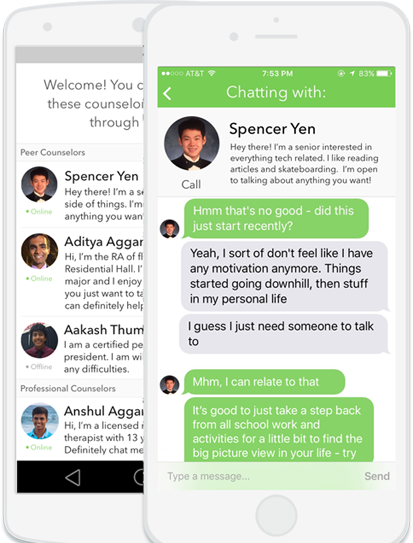 Welcome! You c
these counselo
through
Peer Counselors
Spencer Yen
Hey there! I'm a s
side of things. I'm
anything you wan
Online
Aditya Aggar
Hi, I'm the RA of fl
Residential Hall. I'
major and I enjoy
you just want to ta
can definitely help
Online
Aakash Thum
I am a certified pe
president. I am wi
any difficulties.
Offline
Professional Counselors
Anshul Aggar
Hi, I'm a licensed r
therapist with 13 y
Definitely chat me
Online
AT&T
7:53 PM
83%
Chatting with:
Spencer Yen
Hey there! I'm a senior interested in
everything tech related. I like reading
articles and skateboarding. I'm open
to talking about anything you want!
Call
Hmm that's no good - did this
just start recently?
Yeah, I sort of don't feel like I have
any motivation anymore. Things
started going downhill, then stuff
in my personal life
I guess I just need someone to talk
to
Mhm, I can relate to that
It's good to just take a step back
from all school work and
activities for a little bit to find the
big picture view in your life - try
Type a message...
Send